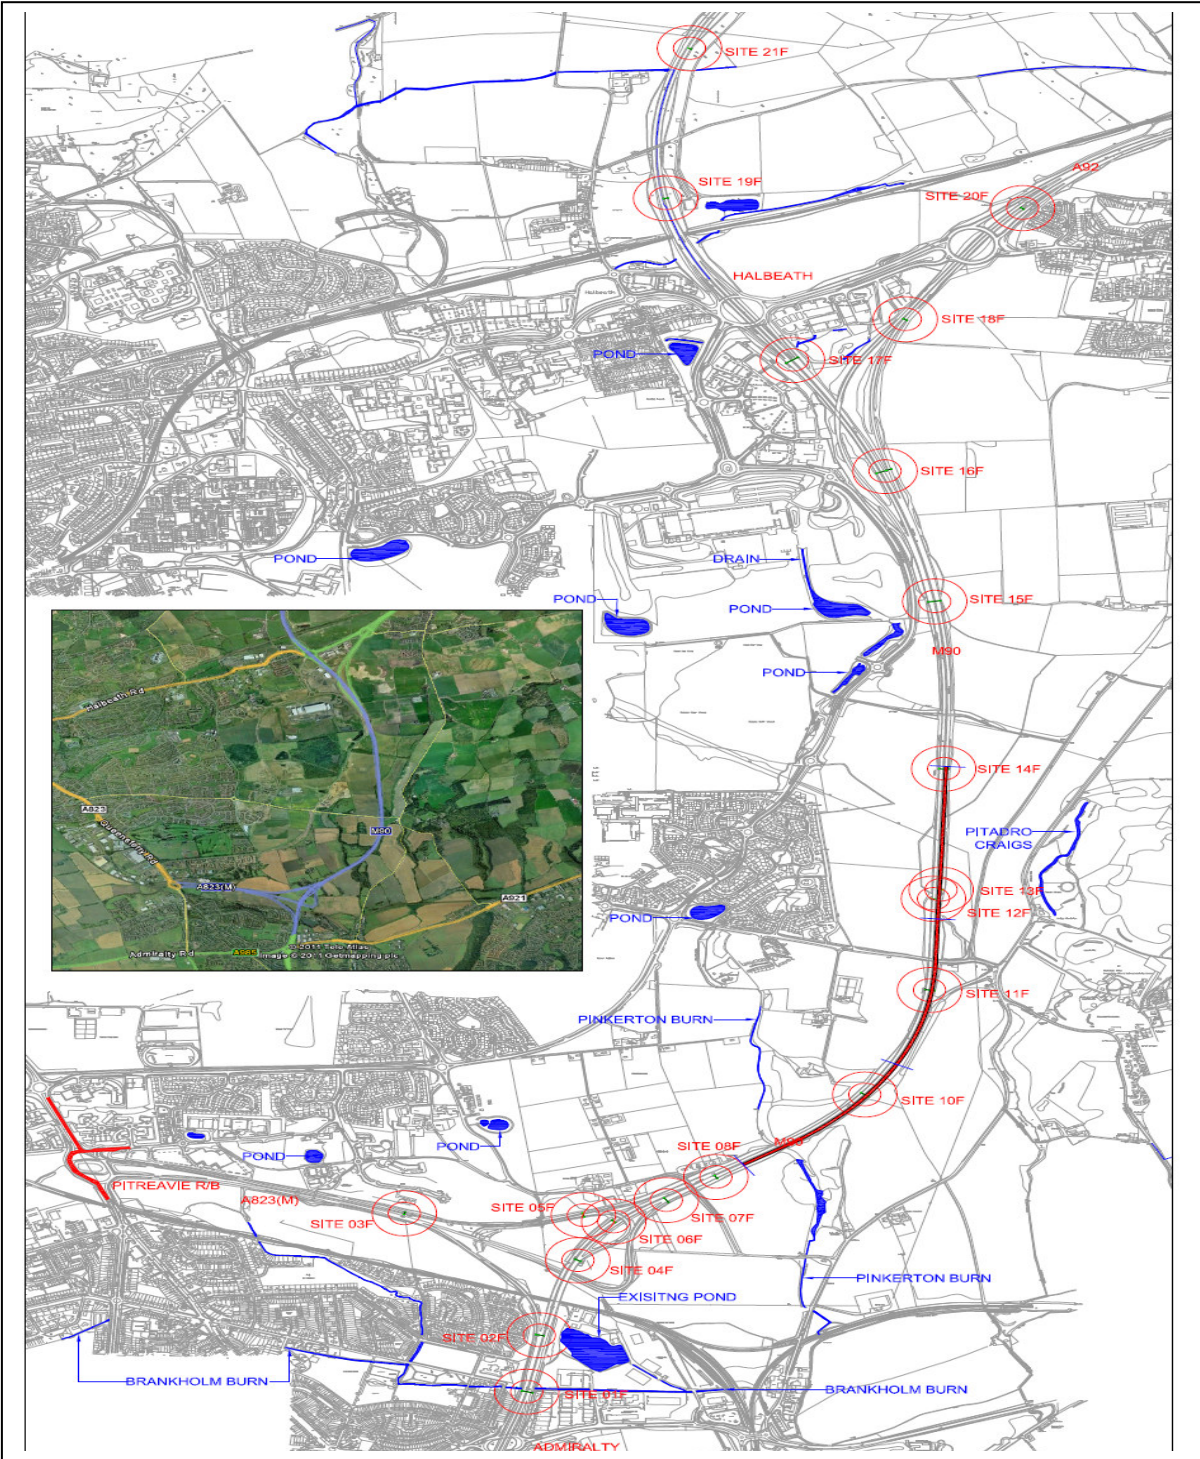 SITE 21F
A92
SITE 19F
SITE 20F
HALBEATH
Halbeath
SITE 18F
POND
SITE 17F
SITE 16F
POND
DRAIN
POND
POND
SITE 15F
M90
POND
Halbeath Rd
SITE 14F
A823
Queensferry Rd
M90
PITADRO
CRAIGS
A823(M)
SITE 13F
A921
SITE 12F
POND
Admiralty Rd
A985
© 2011 Tele Atlas
Image © 2011 Getmapping plc
SITE 11F
PINKERTON BURN
SITE 10F
POND
POND
SITE 08F
M90
PITREAVIE R/B
A823(M)
SITE 03F
SITE 05F
SITE 07F
SITE 06F
SITE 04F
PINKERTON BURN
EXISITNG POND
SITE 02F
BRANKHOLM BURN
SITE 01F
BRANKHOLM BURN
ADMIRALTY